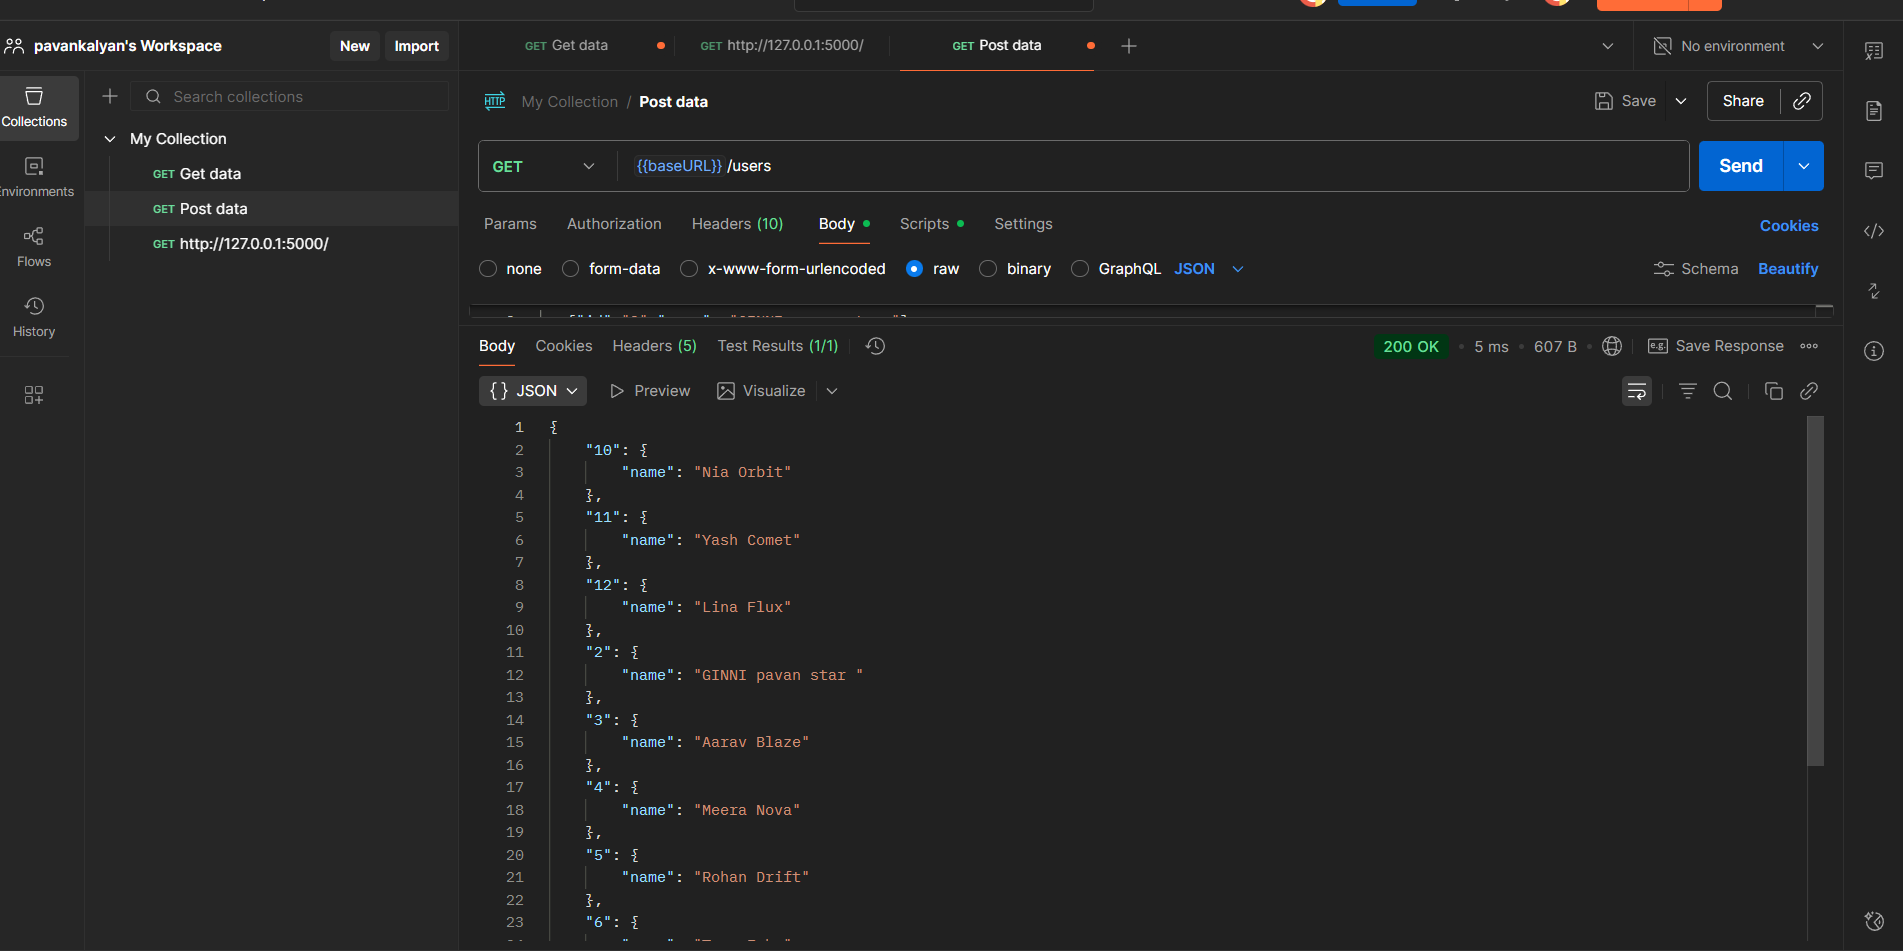 pavankalyan's Workspace
New
Import
GET Get data
GET http://127.0.0.1:5000/
GET Post data
No environment
Collections
Search collections
My Collection / Post data
Save
Share
My Collection
GET Get data
GET Post data
GET http://127.0.0.1:5000/
nvironments
Flows
History
GET
{{baseURL}} /users
Send
Params
Authorization
Headers (10)
Body
Scripts
Settings
Cookies
none
form-data
x-www-form-urlencoded
raw
binary
GraphQL
JSON
Schema
Beautify
Body
Cookies
Headers (5)
Test Results (1/1)
200 OK
5 ms
607 B
e.g.
Save Response
{} JSON
Preview
Visualize
1 {
2 "10": {
3 "name": "Nia Orbit"
4 },
5 "11": {
6 "name": "Yash Comet"
7 },
8 "12": {
9 "name": "Lina Flux"
10 },
11 "2": {
12 "name": "GINNI pavan star "
13 },
14 "3": {
15 "name": "Aarav Blaze"
16 },
17 "4": {
18 "name": "Meera Nova"
19 },
20 "5": {
21 "name": "Rohan Drift"
22 },
23 "6": {